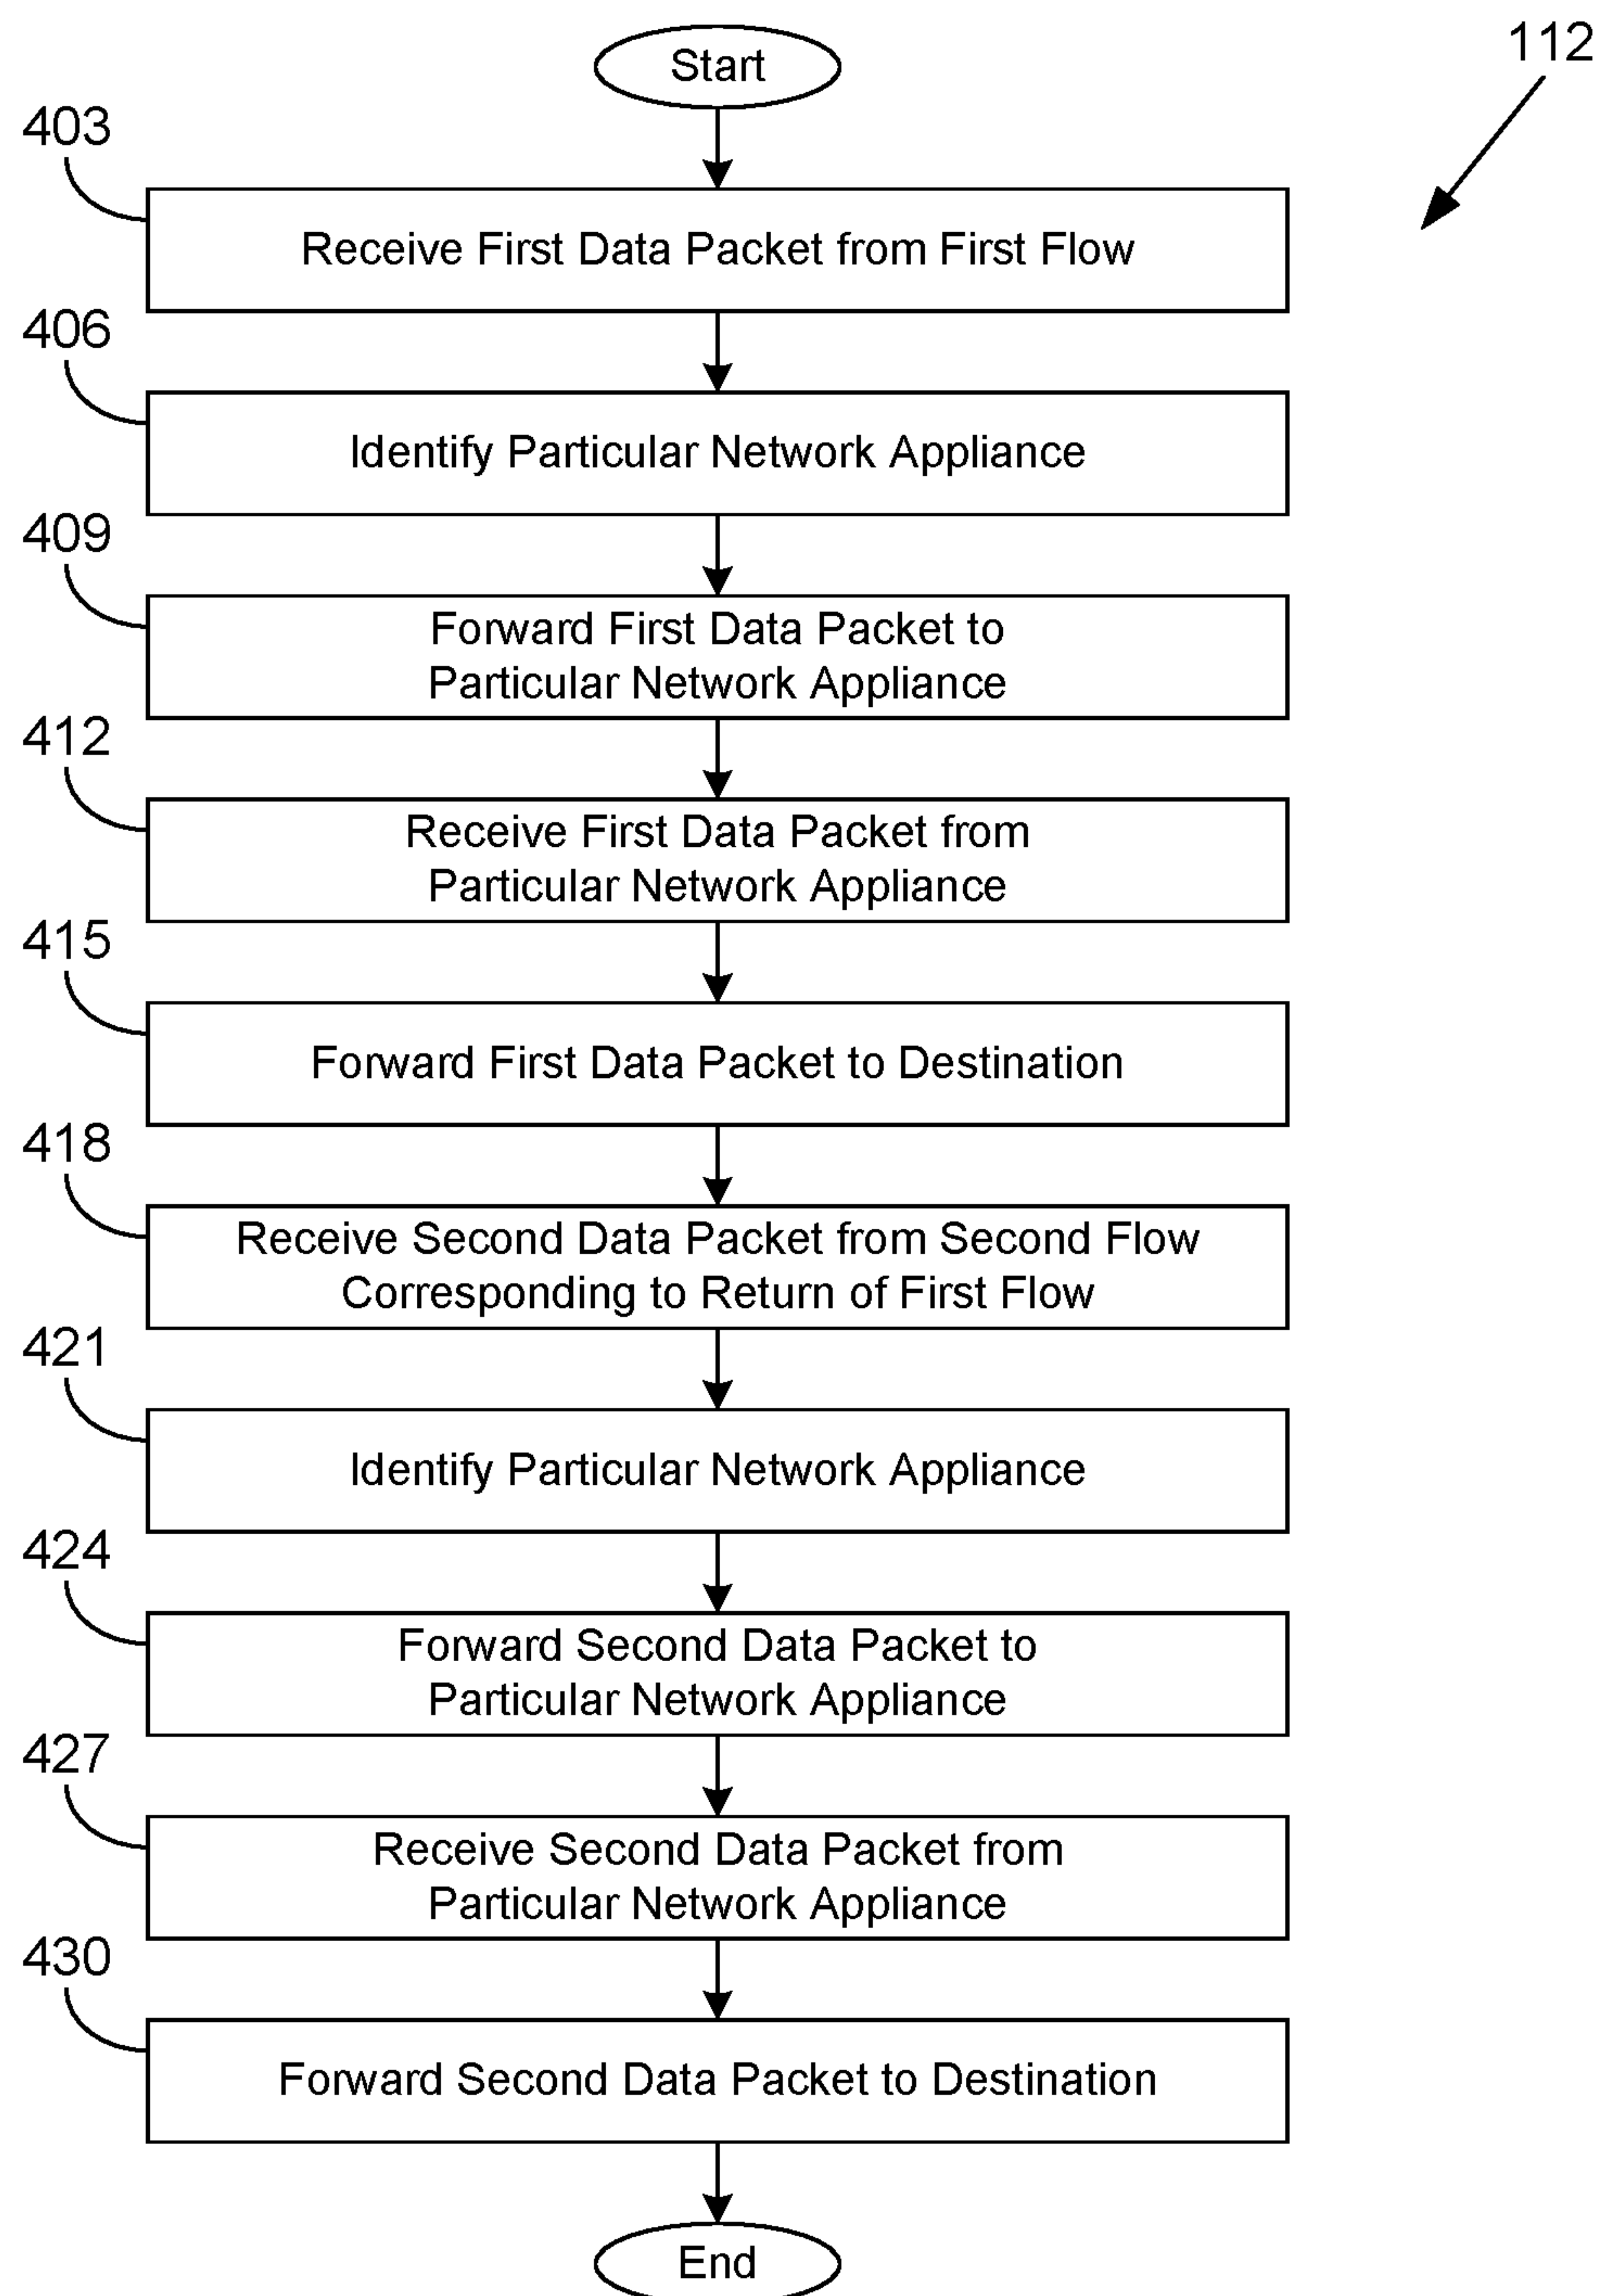 Start
112
403
Receive First Data Packet from First Flow
406
Identify Particular Network Appliance
409
Forward First Data Packet to
Particular Network Appliance
412
Receive First Data Packet from
Particular Network Appliance
415
Forward First Data Packet to Destination
418
Receive Second Data Packet from Second Flow
Corresponding to Return of First Flow
421
Identify Particular Network Appliance
424
Forward Second Data Packet to
Particular Network Appliance
427
Receive Second Data Packet from
Particular Network Appliance
430
Forward Second Data Packet to Destination
End